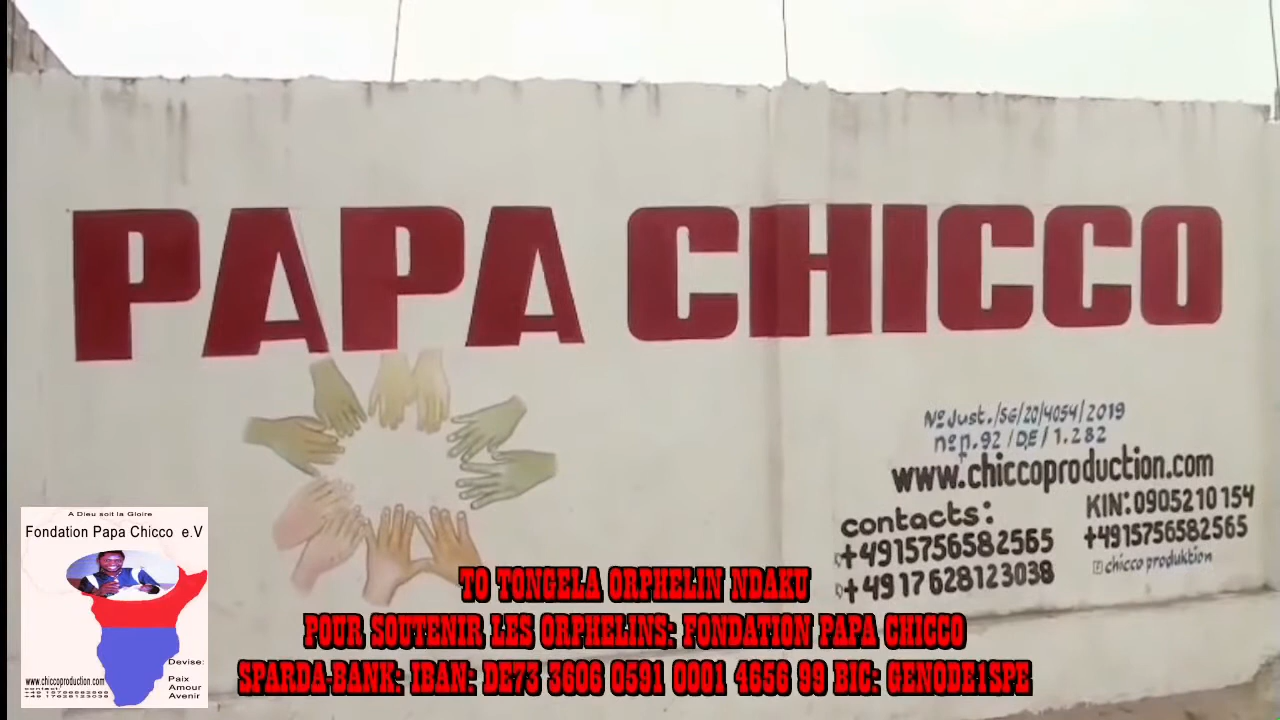 PAPA CHICCO
Nº Just./SG/20/4054/2019
nº n.92/DE/1.282
www.chiccoproduction.com
contacts:
+4915756582565
+4917628123038
KIN: 0905210154
+4915756582565
chicco produktion
A Dieu soit la Gloire
Fondation Papa Chicco e.V
Devise:
Paix
Amour
Avenir
www.chiccoproduction.com
TO TONGELA ORPHELIN NDAKU
POUR SOUTENIR LES ORPHELINS: FONDATION PAPA CHICCO
SPARDA-BANK: IBAN: DE73 3606 0591 0001 4656 99 BIC: GENODE1SPE